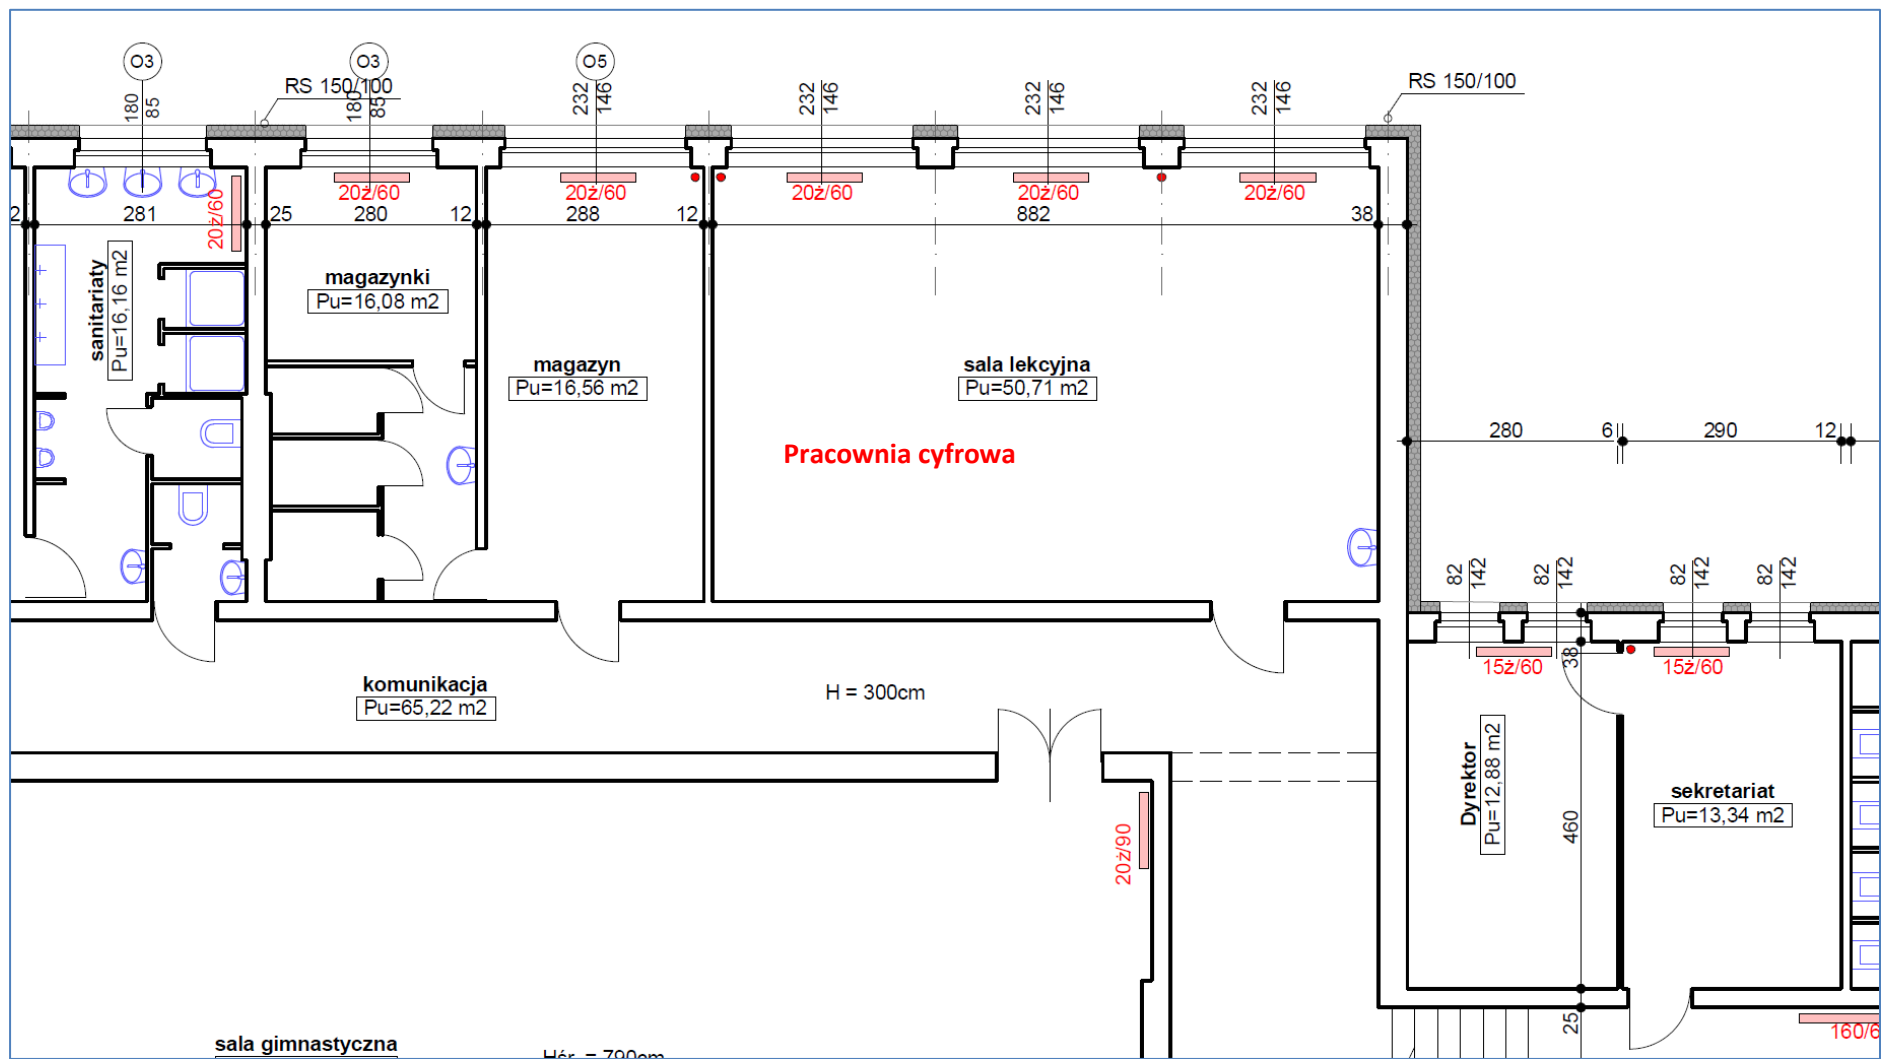 O3
O3
O5
RS 150/100
RS 150/100
180
85
180
85
232
146
232
146
232
146
232
146
20ż/60
20ż/60
20ż/60
20ż/60
20ż/60
20ż/60
2
281
25
280
12
288
12
882
38
sanitariaty
Pu=16,16 m2
magazynki
Pu=16,08 m2
magazyn
Pu=16,56 m2
sala lekcyjna
Pu=50,71 m2
Pracownia cyfrowa
280
6
290
12
82
142
82
142
82
142
82
142
15ż/60
38
15ż/60
komunikacja
Pu=65,22 m2
H = 300cm
Dyrektor
Pu=12,88 m2
460
sekretariat
Pu=13,34 m2
20ż/90
25
160/6
sala gimnastyczna
Hśr. = 790cm